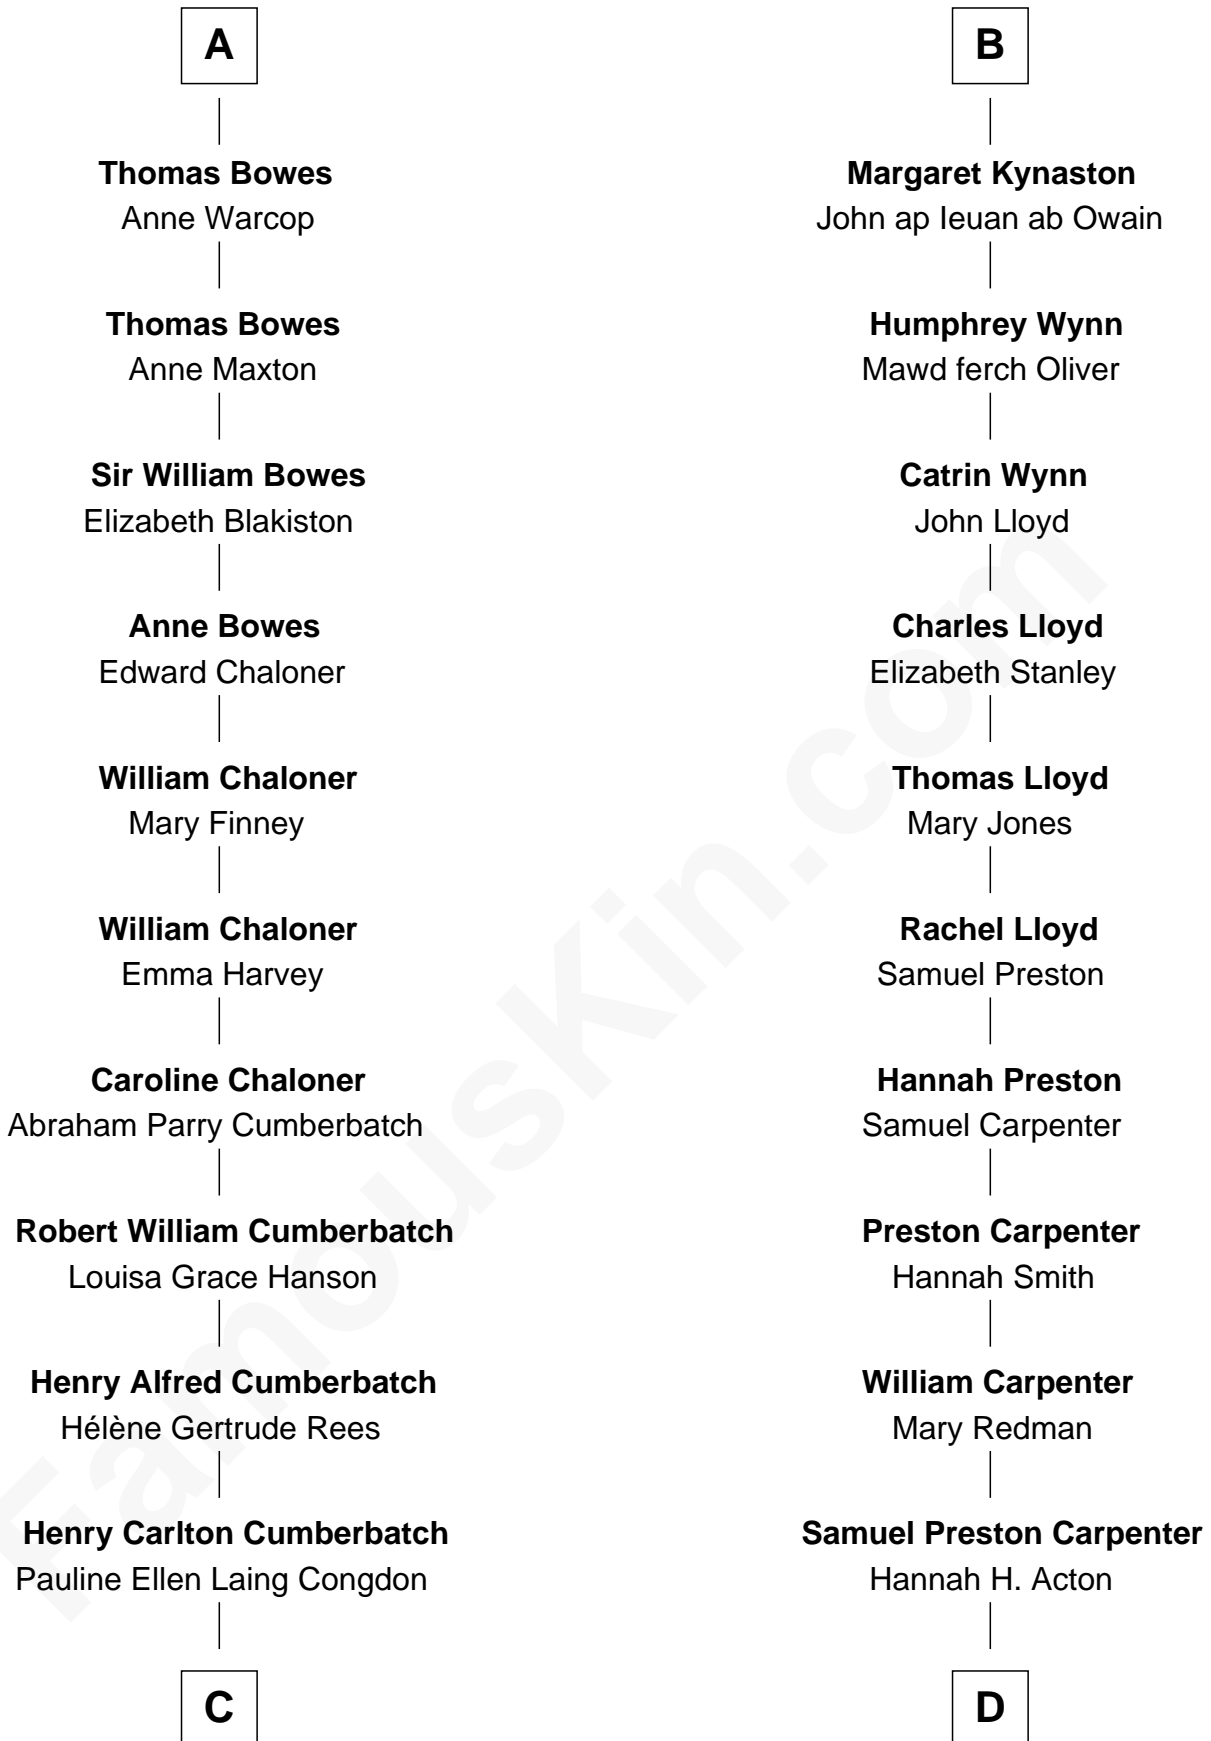 A
Thomas Bowes
Anne Warcop
Thomas Bowes
Anne Maxton
Sir William Bowes
Elizabeth Blakiston
Anne Bowes
Edward Chaloner
William Chaloner
Mary Finney
William Chaloner
Emma Harvey
Caroline Chaloner
Abraham Parry Cumberbatch
Robert William Cumberbatch
Louisa Grace Hanson
Henry Alfred Cumberbatch
Hélène Gertrude Rees
Henry Carlton Cumberbatch
Pauline Ellen Laing Congdon
C
B
Margaret Kynaston
John ap Ieuan ab Owain
Humphrey Wynn
Mawd ferch Oliver
Catrin Wynn
John Lloyd
Charles Lloyd
Elizabeth Stanley
Thomas Lloyd
Mary Jones
Rachel Lloyd
Samuel Preston
Hannah Preston
Samuel Carpenter
Preston Carpenter
Hannah Smith
William Carpenter
Mary Redman
Samuel Preston Carpenter
Hannah H. Acton
D
FamousKin.com